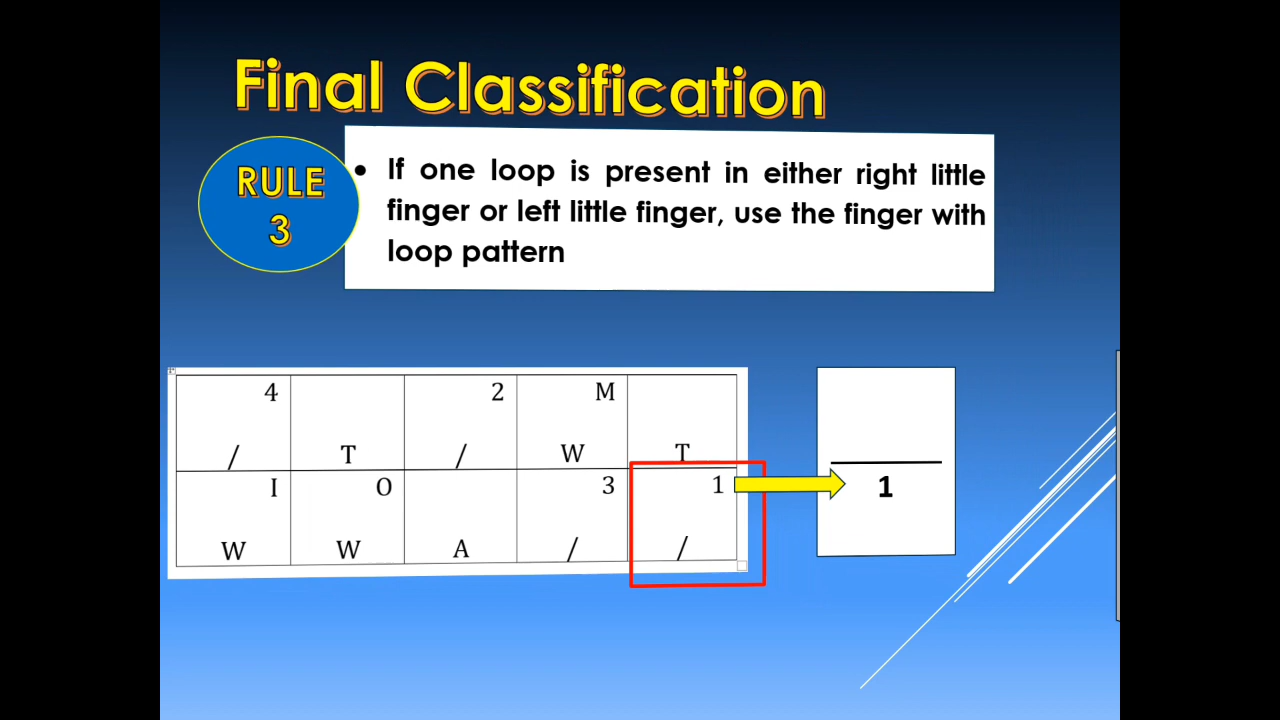 Final Classification
RULE
3
• If one loop is present in either right little
finger or left little finger, use the finger with
loop pattern
4 2 M
/ T / W T
I O 3 1
W W A / /
1